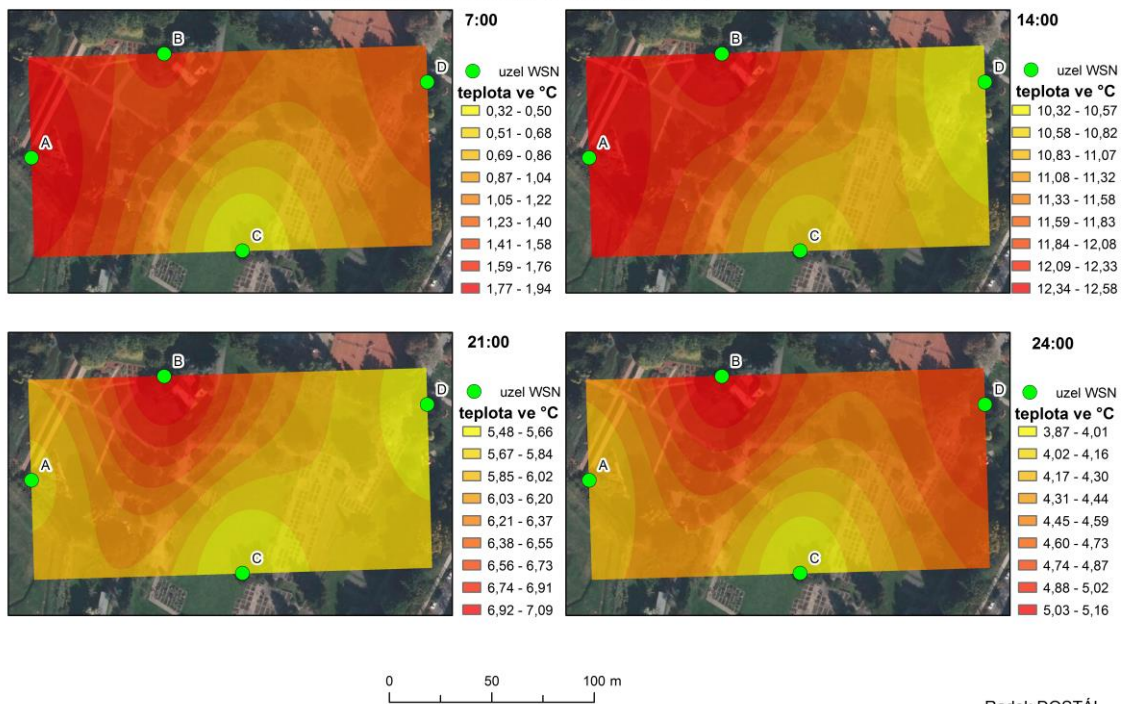 7:00
B
D
A
C
uzel WSN
teplota ve °C
0,32 - 0,50
0,51 - 0,68
0,69 - 0,86
0,87 - 1,04
1,05 - 1,22
1,23 - 1,40
1,41 - 1,58
1,59 - 1,76
1,77 - 1,94
14:00
B
D
A
C
uzel WSN
teplota ve °C
10,32 - 10,57
10,58 - 10,82
10,83 - 11,07
11,08 - 11,32
11,33 - 11,58
11,59 - 11,83
11,84 - 12,08
12,09 - 12,33
12,34 - 12,58
21:00
B
D
A
C
uzel WSN
teplota ve °C
5,48 - 5,66
5,67 - 5,84
5,85 - 6,02
6,03 - 6,20
6,21 - 6,37
6,38 - 6,55
6,56 - 6,73
6,74 - 6,91
6,92 - 7,09
24:00
B
D
A
C
uzel WSN
teplota ve °C
3,87 - 4,01
4,02 - 4,16
4,17 - 4,30
4,31 - 4,44
4,45 - 4,59
4,60 - 4,73
4,74 - 4,87
4,88 - 5,02
5,03 - 5,16
0 50 100 m